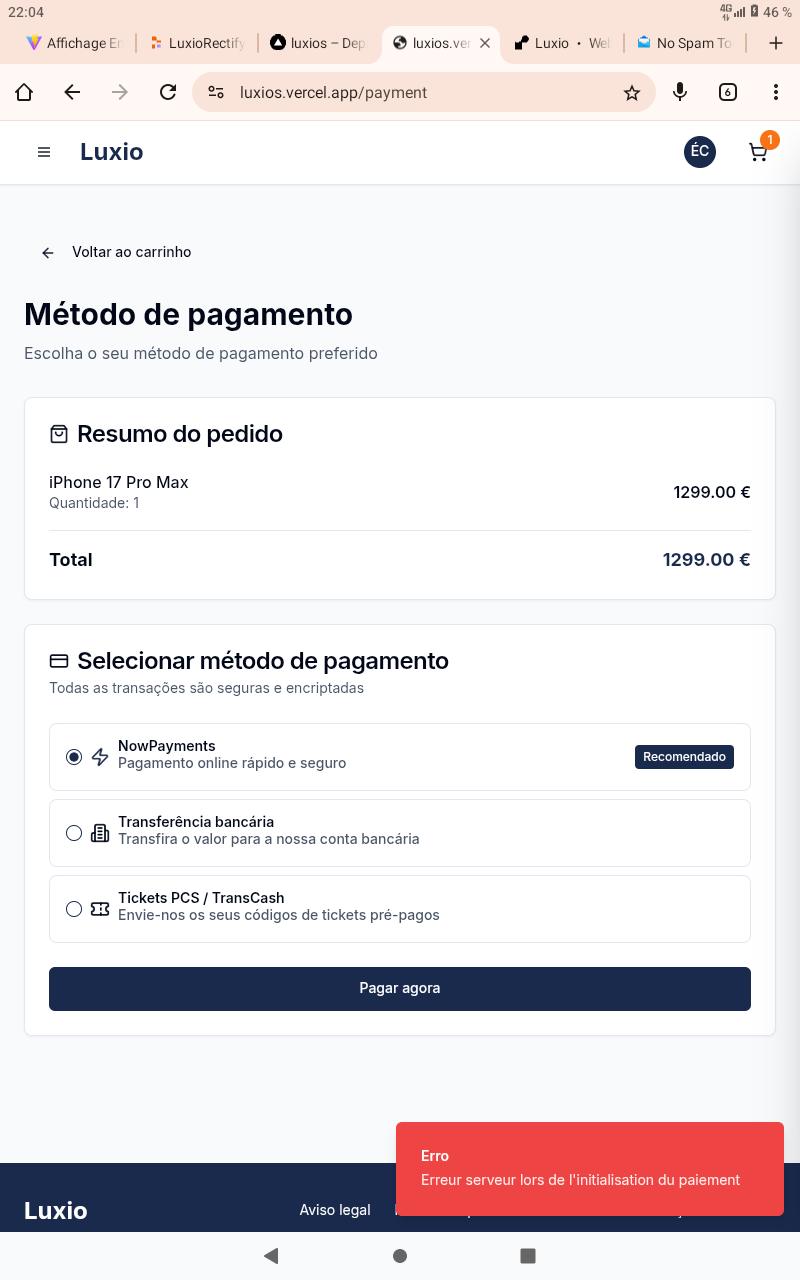 22:04
4G
46 %
Affichage En
LuxioRectify
luxios – Dep
luxios.ver
Luxio • Web
No Spam To
luxios.vercel.app/payment
6
Luxio
ÉC
1
Voltar ao carrinho
Método de pagamento
Escolha o seu método de pagamento preferido
Resumo do pedido
iPhone 17 Pro Max
Quantidade: 1
1299.00 €
Total
1299.00 €
Selecionar método de pagamento
Todas as transações são seguras e encriptadas
NowPayments
Pagamento online rápido e seguro
Recomendado
Transferência bancária
Transfira o valor para a nossa conta bancária
Tickets PCS / TransCash
Envie-nos os seus códigos de tickets pré-pagos
Pagar agora
Erro
Erreur serveur lors de l'initialisation du paiement
Luxio
Aviso legal